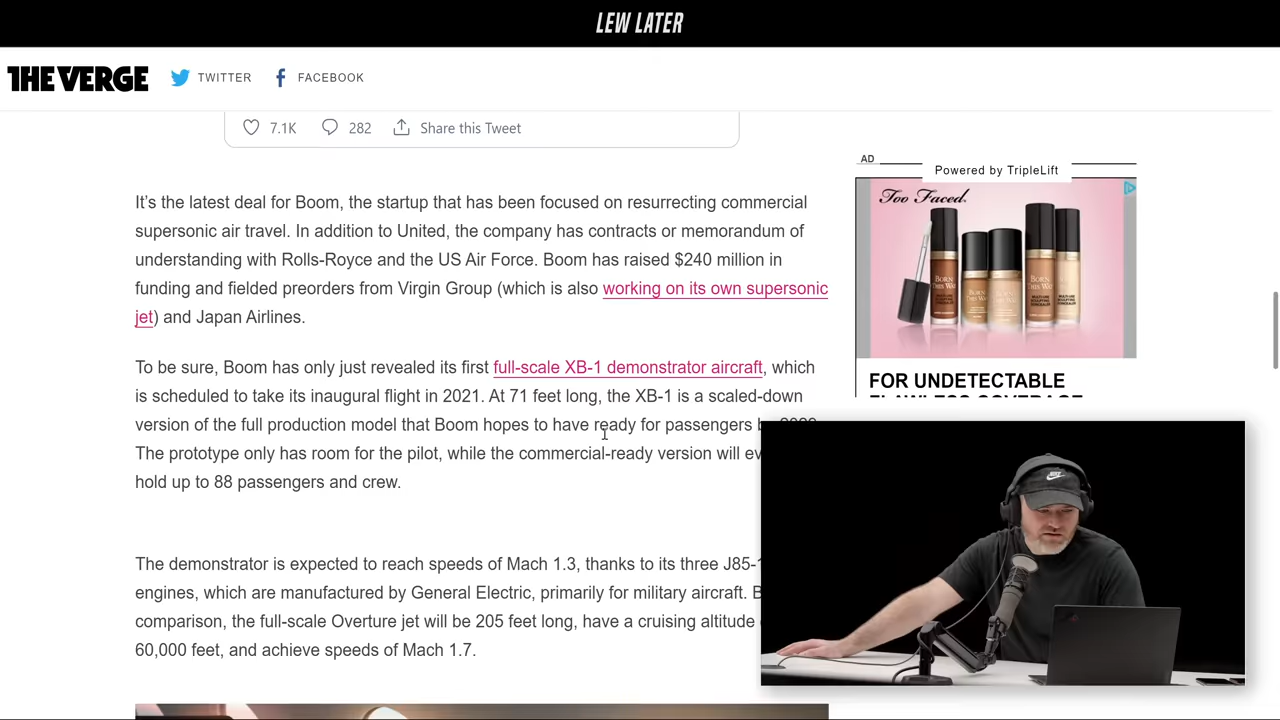 LEW LATER
THE VERGE TWITTER FACEBOOK
7.1K 282 Share this Tweet
AD
Powered by TripleLift
Too Faced
BORN THIS WAY
It's the latest deal for Boom, the startup that has been focused on resurrecting commercial
supersonic air travel. In addition to United, the company has contracts or memorandum of
understanding with Rolls-Royce and the US Air Force. Boom has raised $240 million in
funding and fielded preorders from Virgin Group (which is also working on its own supersonic
jet) and Japan Airlines.
FOR UNDETECTABLE
FLAWLESS COVERAGE
To be sure, Boom has only just revealed its first full-scale XB-1 demonstrator aircraft, which
is scheduled to take its inaugural flight in 2021. At 71 feet long, the XB-1 is a scaled-down
version of the full production model that Boom hopes to have ready for passengers
The prototype only has room for the pilot, while the commercial-ready version will
hold up to 88 passengers and crew.
The demonstrator is expected to reach speeds of Mach 1.3, thanks to its three
engines, which are manufactured by General Electric, primarily for military aircraft.
comparison, the full-scale Overture jet will be 205 feet long, have a cruising altitude
60,000 feet, and achieve speeds of Mach 1.7.